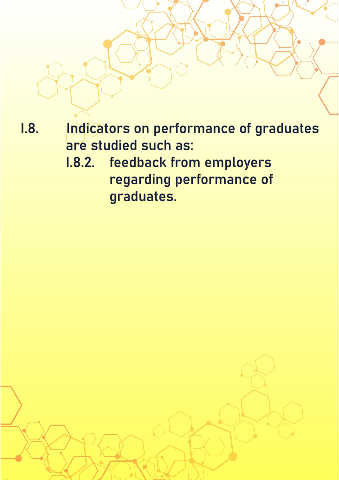 I.8. Indicators on performance of graduates
are studied such as:
I.8.2. feedback from employers
regarding performance of
graduates.